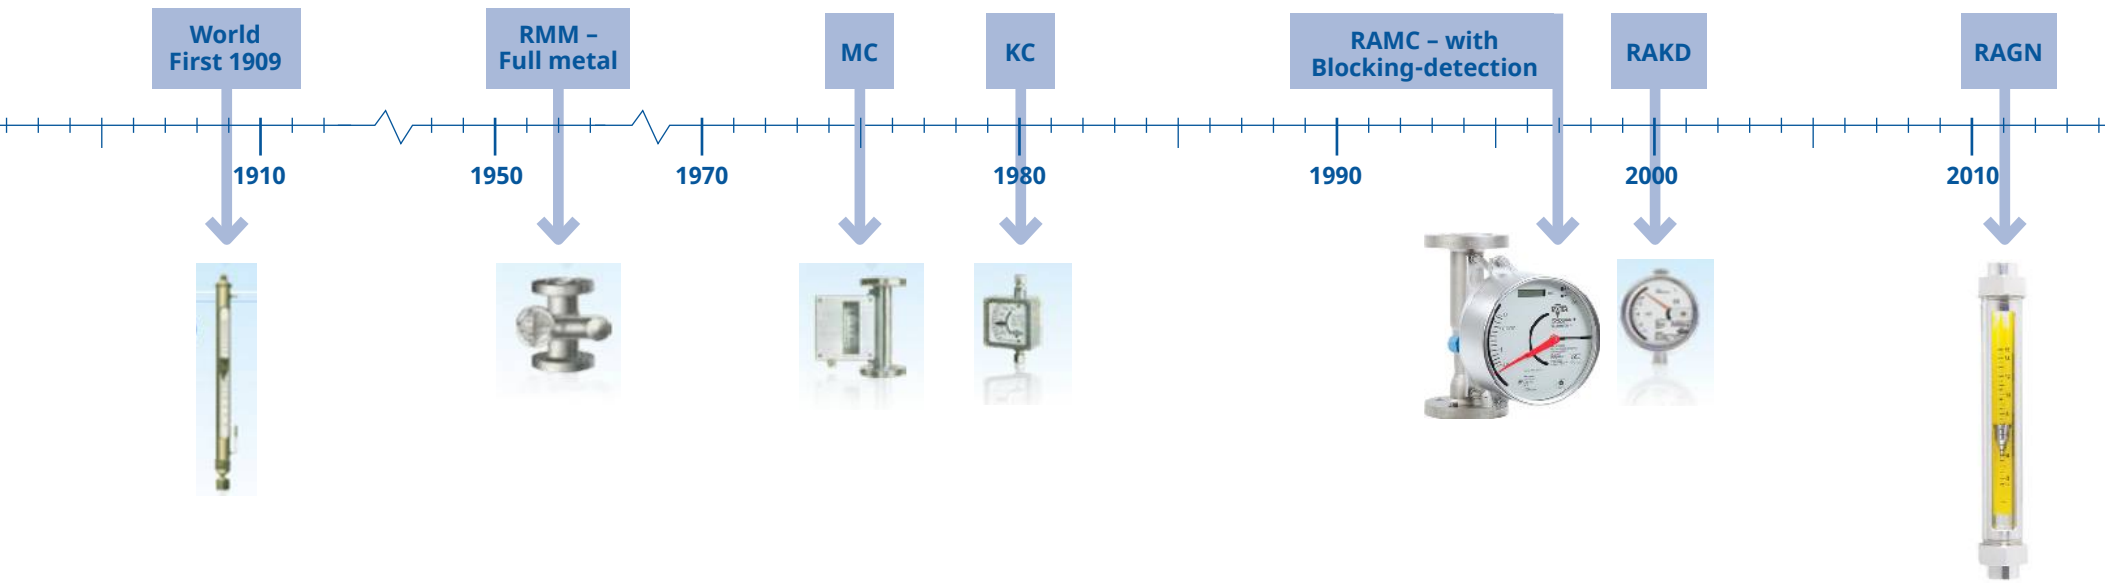 World
First 1909
RMM –
Full metal
MC
KC
RAMC – with
Blocking-detection
RAKD
RAGN
1910
1950
1970
1980
1990
2000
2010